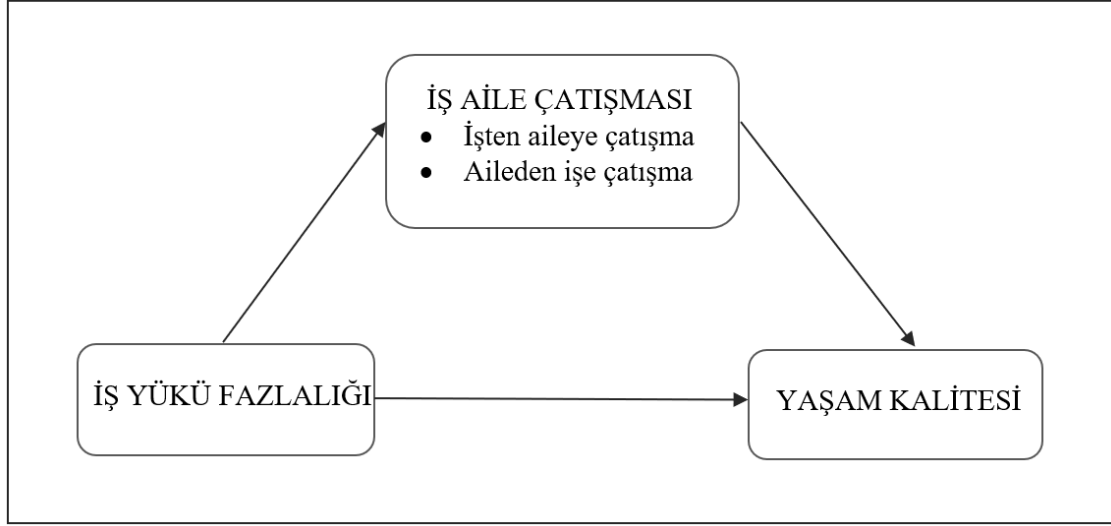 İŞ AİLE ÇATIŞMASI
• İşten aileye çatışma
• Aileden işe çatışma
İŞ YÜKÜ FAZLALIĞI
YAŞAM KALİTESİ